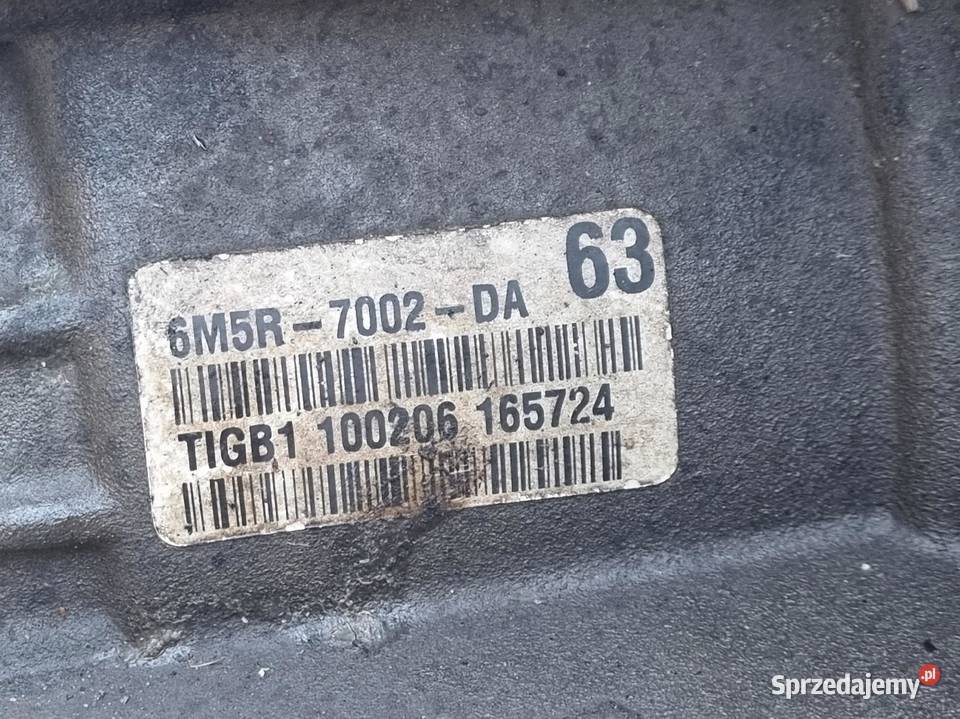 63
6M5R-7002-DA
TIGB1 100206 165724
Sprzedajemy.pl